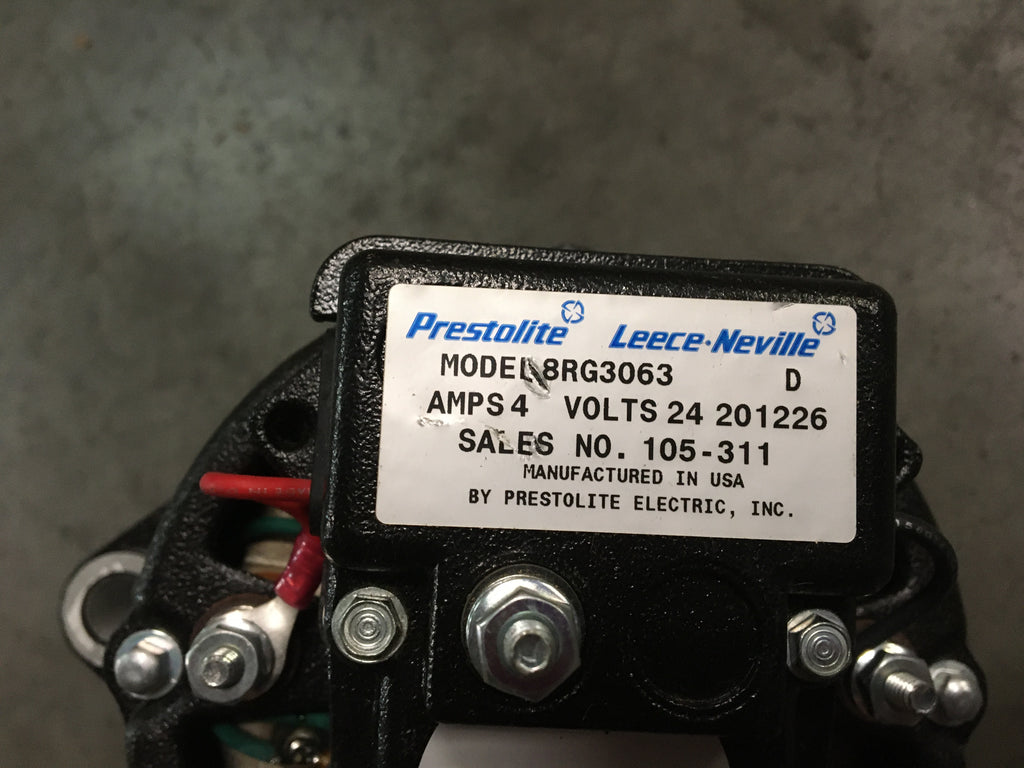 Prestolite Leece-Neville
MODEL 8RG3063 D
AMPS 4 VOLTS 24 201226
SALES NO. 105-311
MANUFACTURED IN USA
BY PRESTOLITE ELECTRIC, INC.